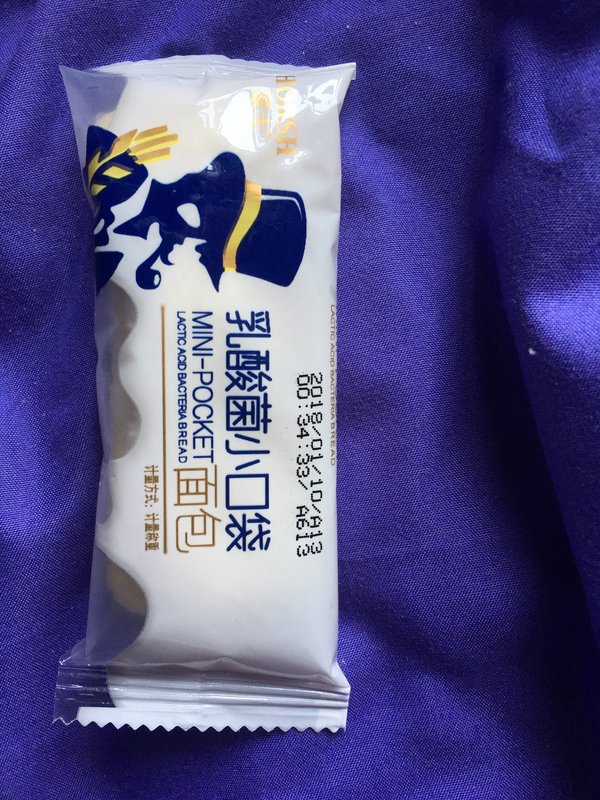 乳酸菌小口袋
MINI-POCKET 面包
LACTIC ACID BACTERIA BREAD
计量方式：计量称重
LACTIC ACID BACTERIA BREAD
2018/01/10/A13
00:34:33/ A613